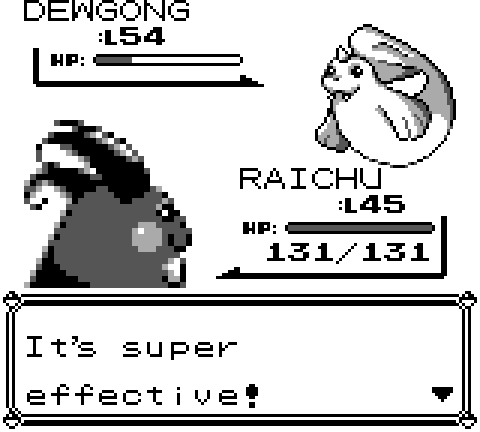 DEWGONG
:L54
HP:
RAICHU
:L45
HP:
131/131
It's super
effective!